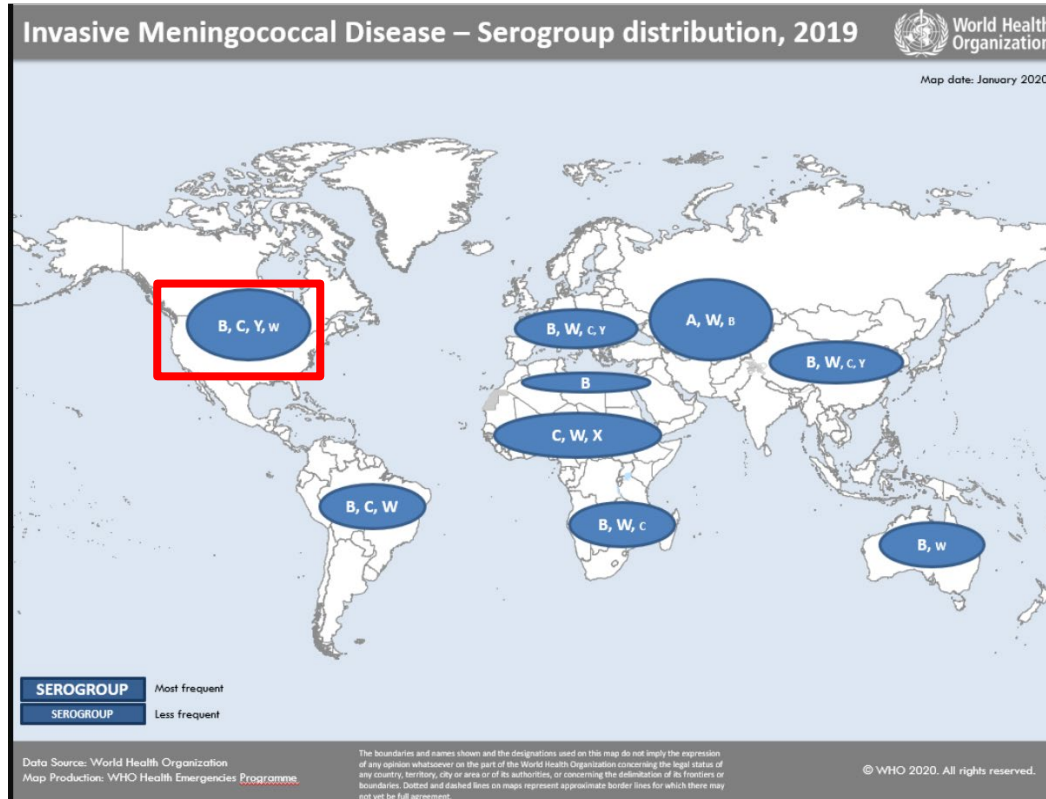 Invasive Meningococcal Disease – Serogroup distribution, 2019
World Health
Organization
Map date: January 2020
B, C, Y, W
B, W, C, Y
A, W, B
B, W, C, Y
B
C, W, X
B, C, W
B, W, C
B, W
SEROGROUP Most frequent
SEROGROUP Less frequent
Data Source: World Health Organization
Map Production: WHO Health Emergencies Programme
The boundaries and names shown and the designations used on this map do not imply the expression
of any opinion whatsoever on the part of the World Health Organization concerning the legal status of
any country, territory, city or area or of its authorities, or concerning the delimitation of its frontiers or
boundaries. Dotted and dashed lines on maps represent approximate border lines for which there may
not yet be full agreement.
© WHO 2020. All rights reserved.